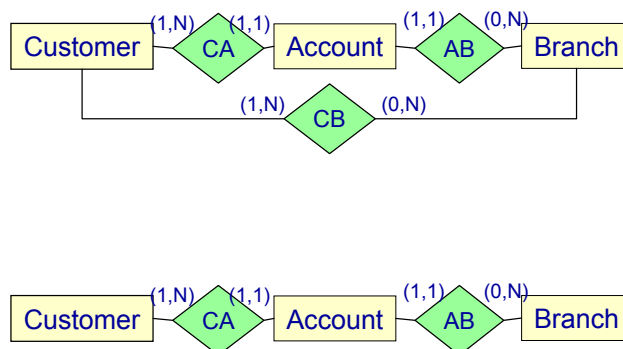 (1,N) (1,1) (1,1) (0,N)
Customer CA Account AB Branch
(1,N) (0,N)
CB
(1,N) (1,1) (1,1) (0,N)
Customer CA Account AB Branch